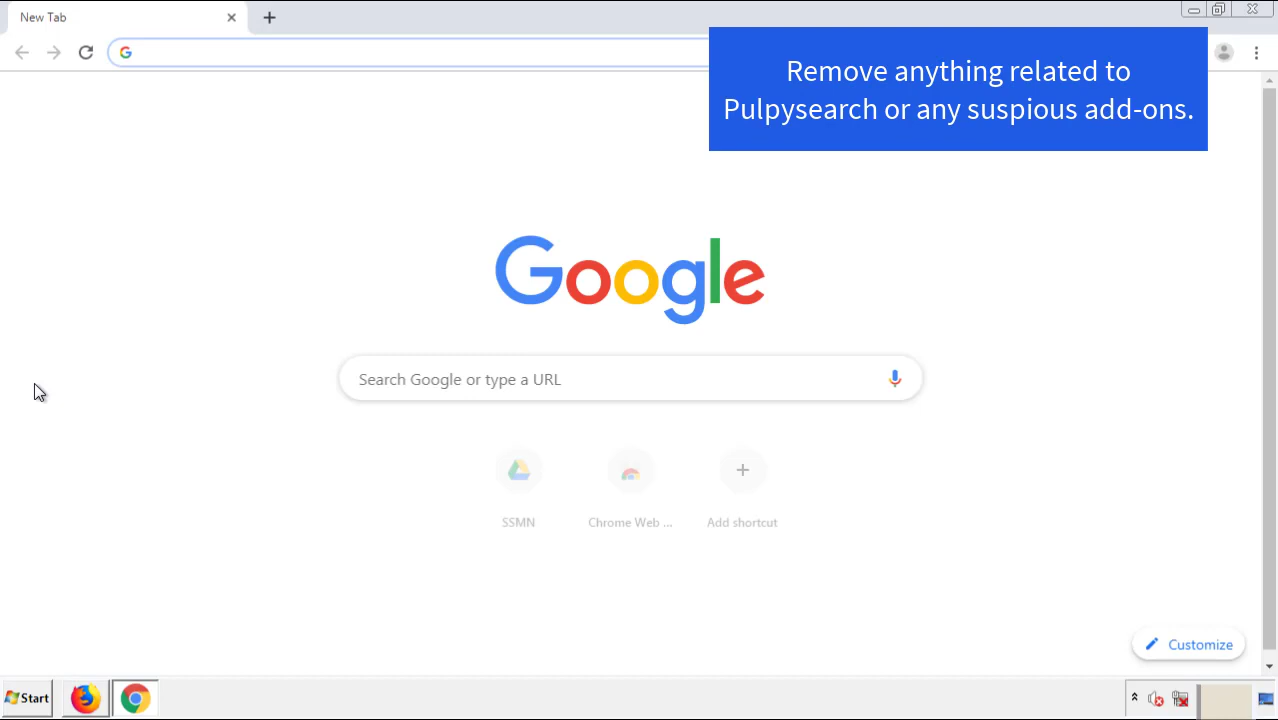 New Tab
Remove anything related to
Pulpysearch or any suspious add-ons.
Google
Search Google or type a URL
SSMN
Chrome Web ...
Add shortcut
Customize
Start